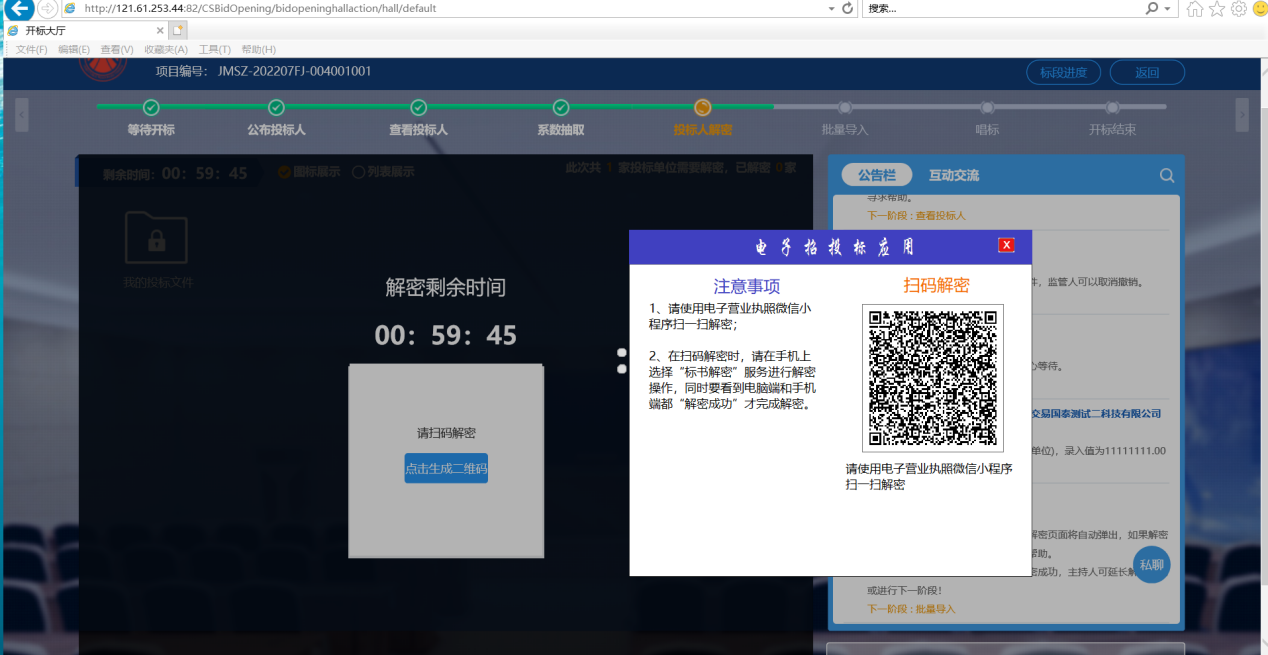 http://121.61.253.44:82/CSBidOpening/bidopeninghallaction/hall/default
搜索...
开标大厅
文件(F) 编辑(E) 查看(V) 收藏夹(A) 工具(T) 帮助(H)
项目编号: JMSZ-202207FJ-004001001
标段进度 返回
等待开标 公布投标人 查看投标人 系数抽取 投标人解密 批量导入 唱标 开标结束
剩余时间: 00: 59: 45 图标展示 列表展示 此次共 1 家投标单位需要解密，已解密 0 家
我的投标文件
解密剩余时间
00: 59: 45
请扫码解密
点击生成二维码
电子招投标应用
X
注意事项
1、请使用电子营业执照微信小
程序扫一扫解密；
2、在扫码解密时，请在手机上
选择“标书解密”服务进行解密
操作，同时要看到电脑端和手机
端都“解密成功”才完成解密。
扫码解密
请使用电子营业执照微信小程序
扫一扫解密
公告栏 互动交流
寻求帮助。
下一阶段 : 查看投标人
件，监管人可以取消撤销。
心等待。
交易国泰测试二科技有限公司
单位)，录入值为11111111.00
解密页面将自动弹出，如果解密
帮助。
密成功，主持人可延长解
私聊
或进行下一阶段！
下一阶段 : 批量导入